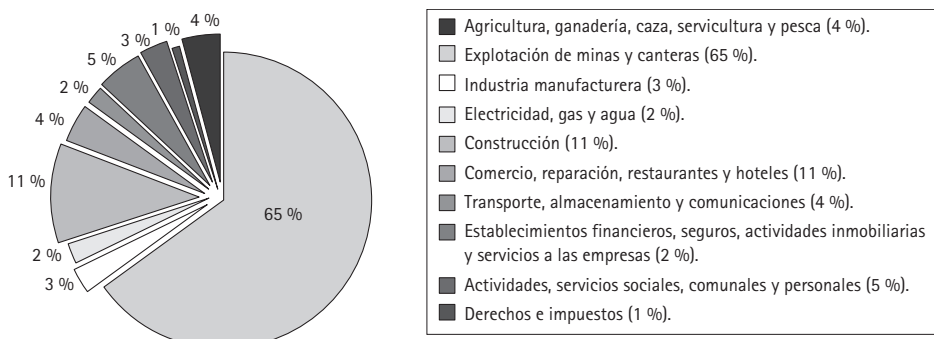 4 %
1 %
3 %
5 %
2 %
4 %
11 %
2 %
3 %
65 %
Agricultura, ganadería, caza, servicultura y pesca (4 %).
Explotación de minas y canteras (65 %).
Industria manufacturera (3 %).
Electricidad, gas y agua (2 %).
Construcción (11 %).
Comercio, reparación, restaurantes y hoteles (11 %).
Transporte, almacenamiento y comunicaciones (4 %).
Establecimientos financieros, seguros, actividades inmobiliarias
y servicios a las empresas (2 %).
Actividades, servicios sociales, comunales y personales (5 %).
Derechos e impuestos (1 %).